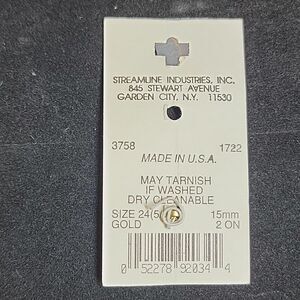 STREAMLINE INDUSTRIES, INC.
845 STEWART AVENUE
GARDEN CITY, N.Y. 11530
3758 1722
MADE IN U.S.A.
MAY TARNISH
IF WASHED
DRY CLEANABLE
SIZE 24(5/ 15mm
GOLD 2 ON
0 52278 92034 4